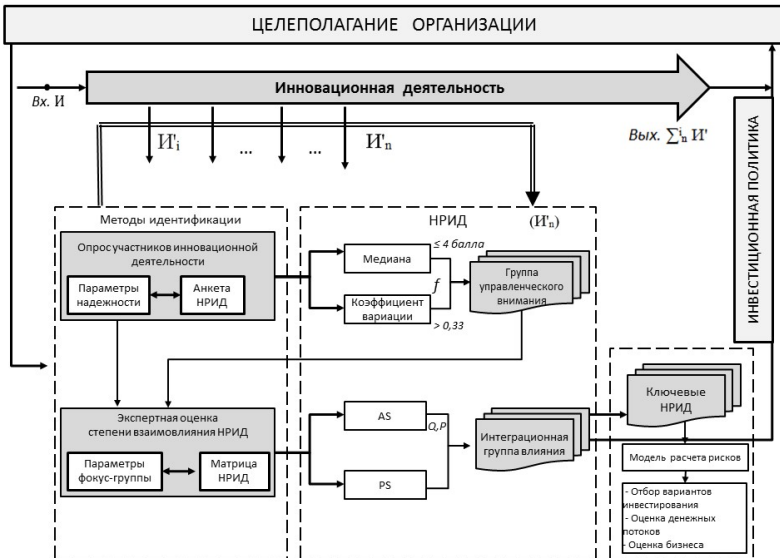 ЦЕЛЕПОЛАГАНИЕ ОРГАНИЗАЦИИ
Инновационная деятельность
Вх. И
Вых. ∑ⁱₙ И'
И'ᵢ ... ... И'ₙ
ИНВЕСТИЦИОННАЯ ПОЛИТИКА
Методы идентификации
НРИД
(И'ₙ)
Опрос участников инновационной
деятельности
Параметры
надежности
Анкета
НРИД
Медиана
≤ 4 балла
f
Коэффициент
вариации
> 0,33
Группа
управленческого
внимания
Экспертная оценка
степени взаимовлияния НРИД
Параметры
фокус-группы
Матрица
НРИД
AS
Q,P
PS
Интеграционная
группа влияния
Ключевые
НРИД
Модель расчета рисков
- Отбор вариантов
инвестирования
- Оценка денежных
потоков
- Оценка бизнеса